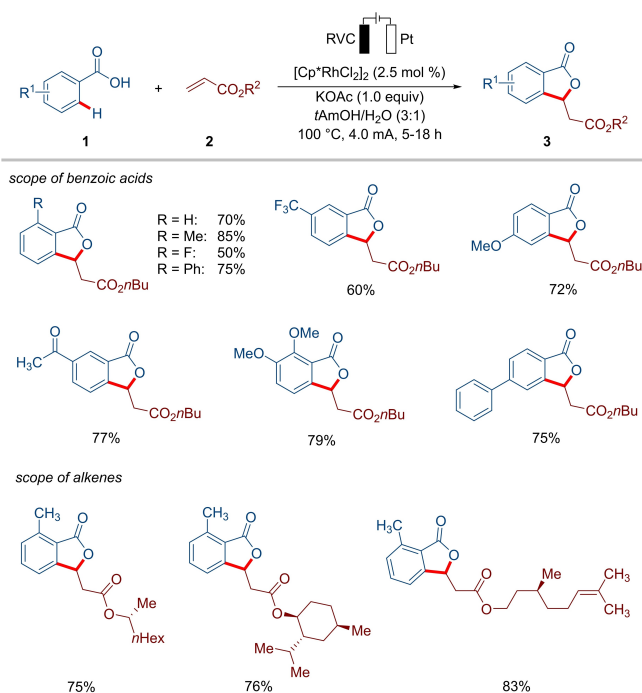 RVC Pt
O
OH
R¹
H
1
+
CO₂R²
2
[Cp*RhCl₂]₂ (2.5 mol %)
KOAc (1.0 equiv)
tAmOH/H₂O (3:1)
100 °C, 4.0 mA, 5-18 h
O
O
R¹
CO₂R²
3
scope of benzoic acids
R
O
O
CO₂nBu
R = H: 70%
R = Me: 85%
R = F: 50%
R = Ph: 75%
O
F₃C
O
CO₂nBu
60%
O
O
MeO
CO₂nBu
72%
O
O
H₃C
O
CO₂nBu
77%
OMe
O
MeO
O
CO₂nBu
79%
O
O
CO₂nBu
75%
scope of alkenes
CH₃
O
O
O
O
Me
nHex
75%
CH₃
O
O
O
O
Me
Me
Me
76%
CH₃
O
O
O
O
Me
CH₃
CH₃
83%